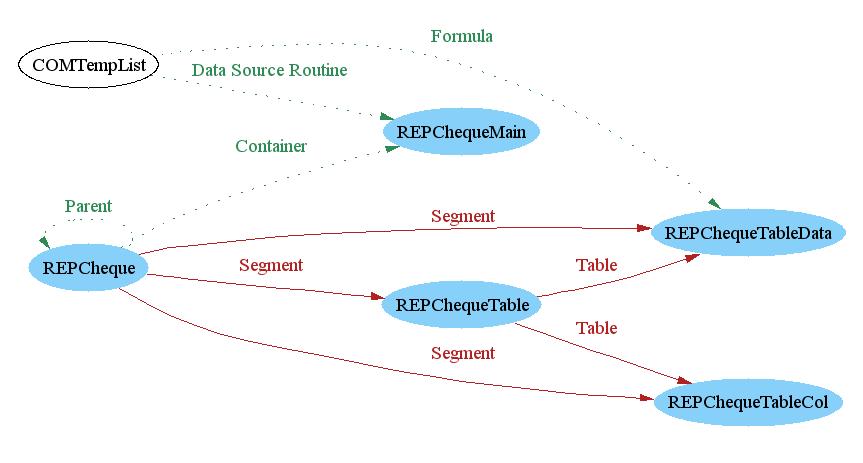 Formula
COMTempList
Data Source Routine
REPChequeMain
Container
Parent
Segment
REPChequeTableData
REPCheque
Segment
Table
REPChequeTable
Table
Segment
REPChequeTableCol